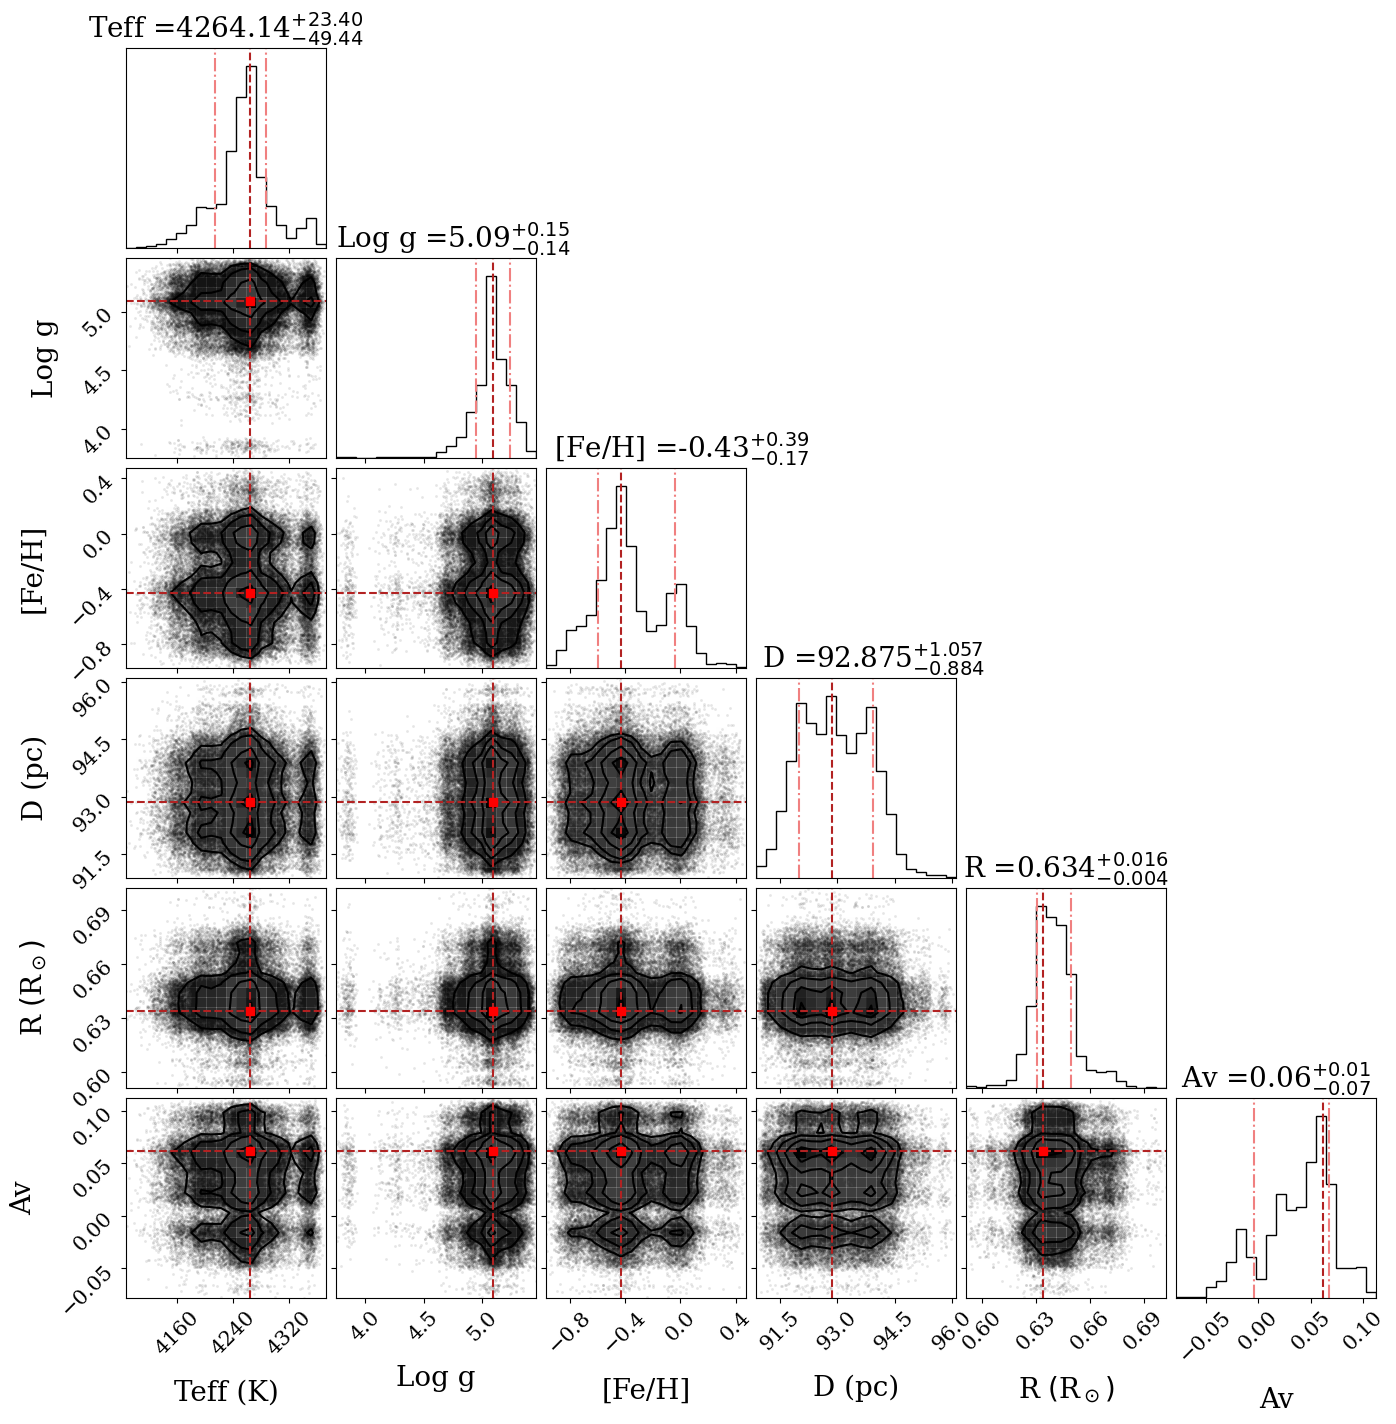 Teff =4264.14+23.40−49.44
Log g =5.09+0.15−0.14
Log g
5.0
4.5
4.0
[Fe/H] =-0.43+0.39−0.17
[Fe/H]
0.4
0.0
−0.4
−0.8
D =92.875+1.057−0.884
D (pc)
96.0
94.5
93.0
91.5
R =0.634+0.016−0.004
R (R⊙)
0.69
0.66
0.63
0.60
Av =0.06+0.01−0.07
Av
0.10
0.05
0.00
−0.05
4160 4240 4320
4.0 4.5 5.0
−0.8 −0.4 0.0 0.4
91.5 93.0 94.5 96.0
0.60 0.63 0.66 0.69
−0.05 0.00 0.05 0.10
Teff (K)
Log g
[Fe/H]
D (pc)
R (R⊙)
Av